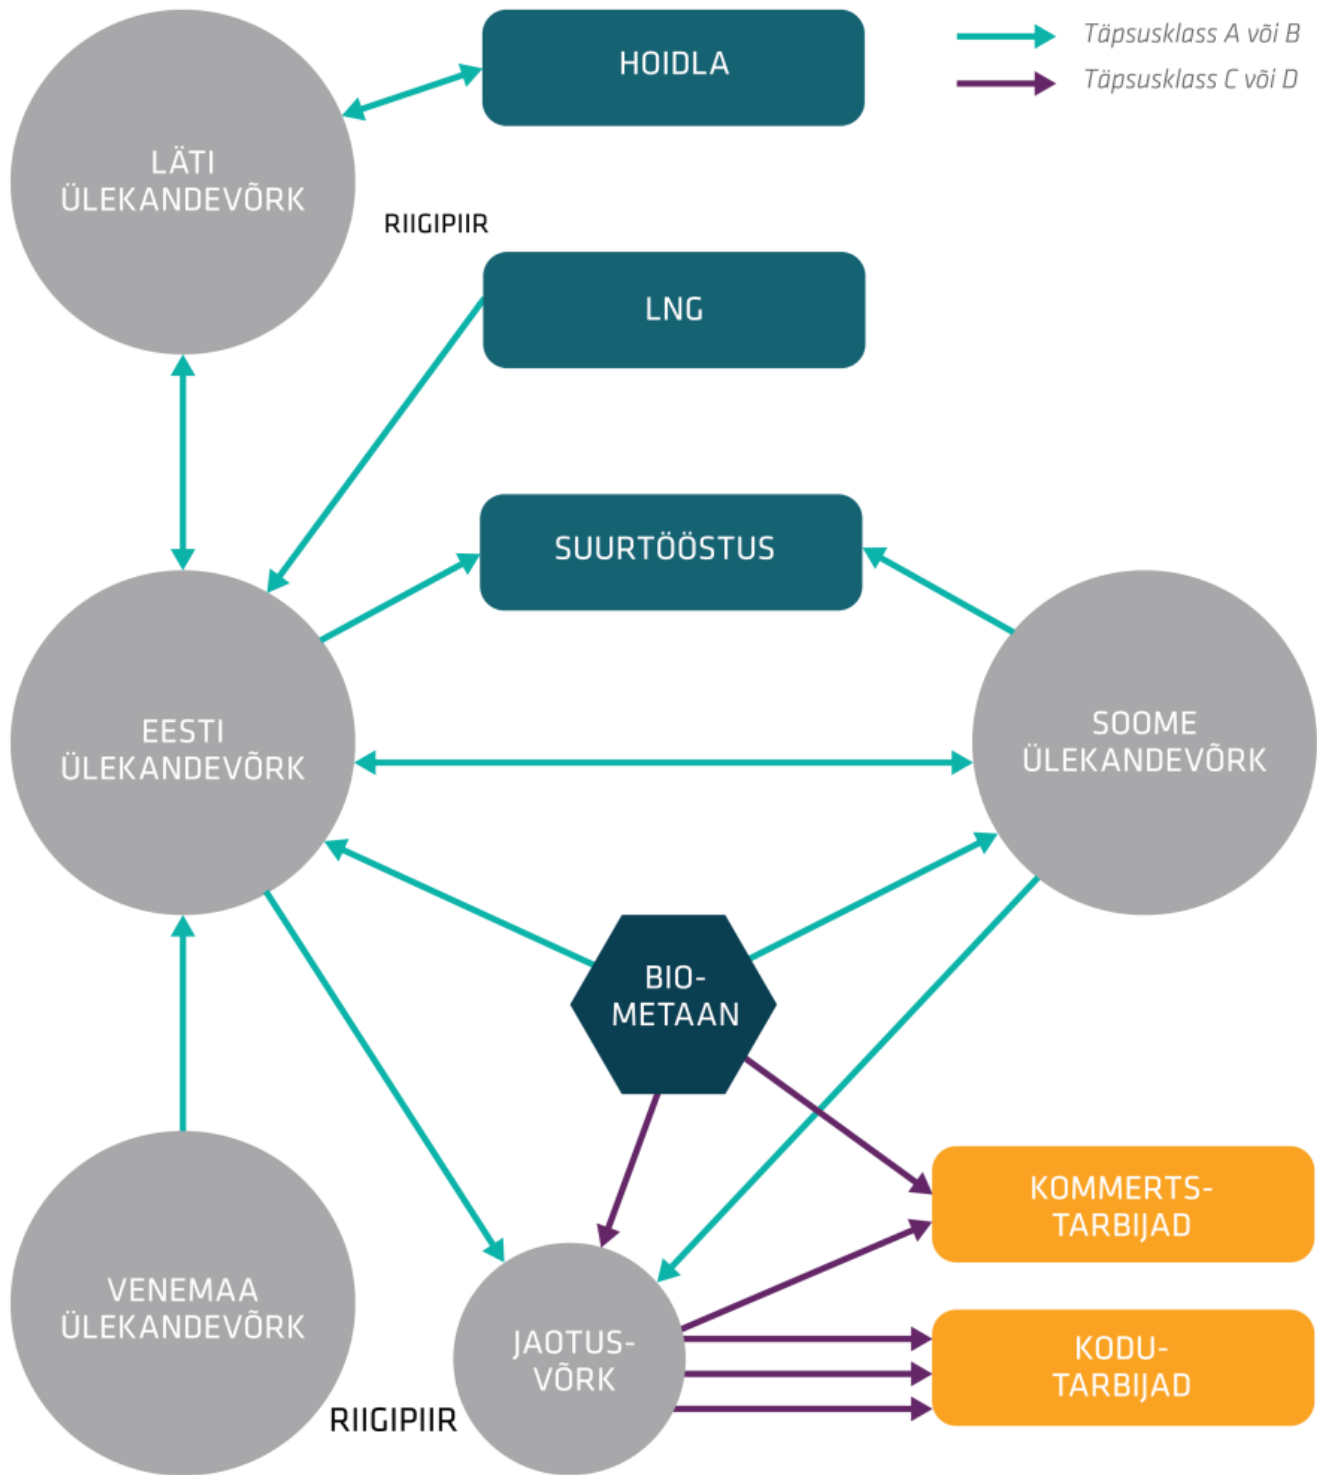 HOIDLA
Täpsusklass A või B
Täpsusklass C või D
LÄTI
ÜLEKANDEVÕRK
RIIGIPIIR
LNG
SUURTÖÖSTUS
EESTI
ÜLEKANDEVÕRK
SOOME
ÜLEKANDEVÕRK
BIO-
METAAN
KOMMERTS-
TARBIJAD
VENEMAA
ÜLEKANDEVÕRK
JAOTUS-
VÕRK
KODU-
TARBIJAD
RIIGIPIIR